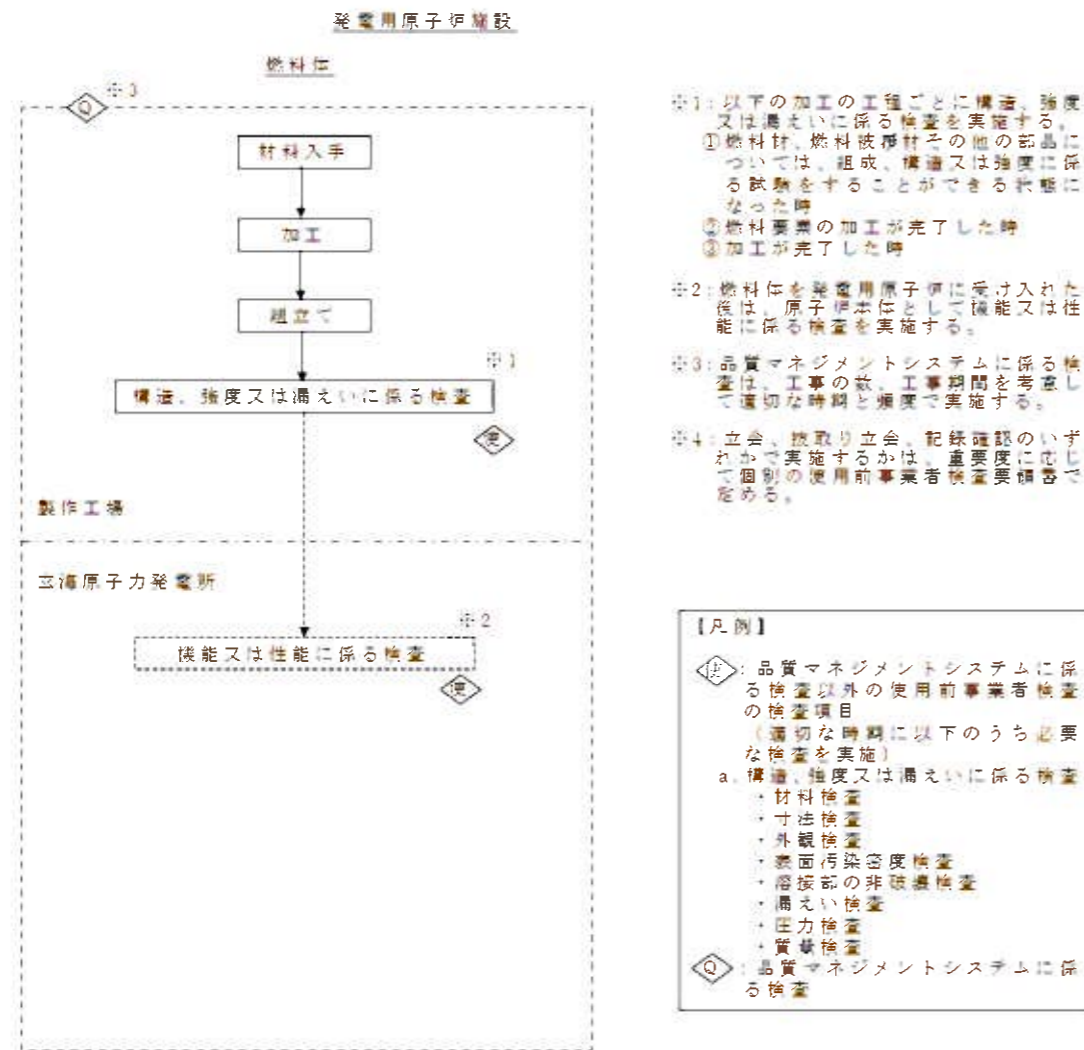 発電用原子炉施設
燃料体
Q
※3
材料入手
加工
組立て
※1
構造、強度又は漏えいに係る検査
使
製作工場
玄海原子力発電所
※2
機能又は性能に係る検査
使
※1:以下の加工の工程ごとに構造、強度
又は漏えいに係る検査を実施する。
①燃料材、燃料被覆材その他の部品に
ついては、組成、構造又は強度に係
る試験をすることができる状態に
なった時
②燃料要素の加工が完了した時
③加工が完了した時
※2:燃料体を発電用原子炉に受け入れた
後は、原子炉本体として機能又は性
能に係る検査を実施する。
※3:品質マネジメントシステムに係る検
査は、工事の数、工事期間を考慮し
て適切な時期と頻度で実施する。
※4:立会、抜取り立会、記録確認のいず
れかで実施するかは、重要度に応じ
て個別の使用前事業者検査要領書で
定める。
【凡例】
使:品質マネジメントシステムに係
る検査以外の使用前事業者検査
の検査項目
(適切な時期に以下のうち必要
な検査を実施)
a.構造、強度又は漏えいに係る検査
・材料検査
・寸法検査
・外観検査
・表面汚染密度検査
・溶接部の非破壊検査
・漏えい検査
・圧力検査
・質量検査
Q:品質マネジメントシステムに係
る検査